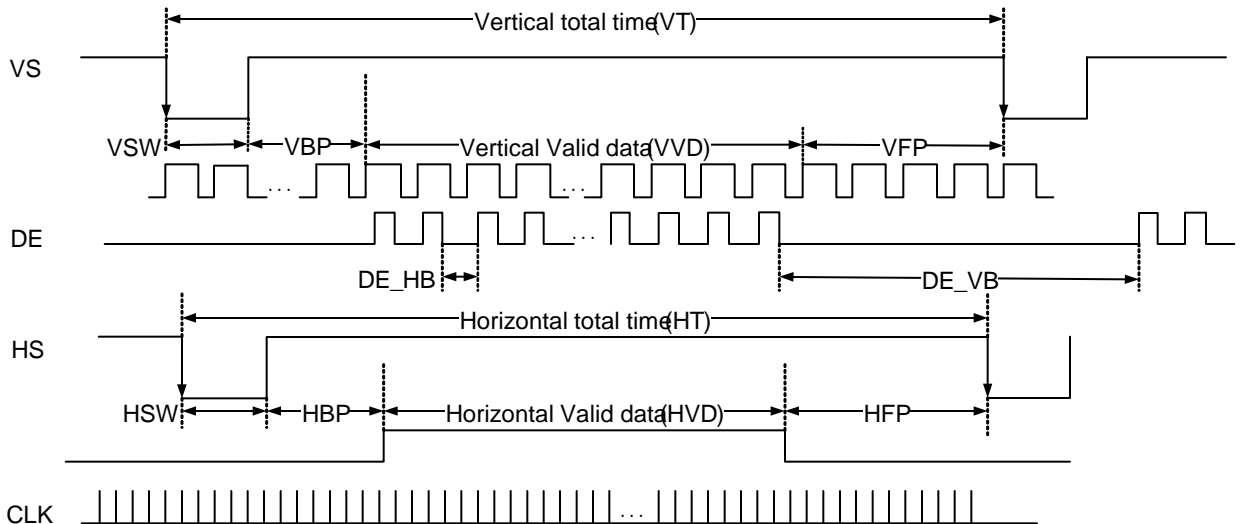 Vertical total time(VT)
VS
VSW
VBP
Vertical Valid data(VVD)
VFP
...
...
DE
...
DE_HB
DE_VB
Horizontal total time(HT)
HS
HSW
HBP
Horizontal Valid data(HVD)
HFP
CLK
...